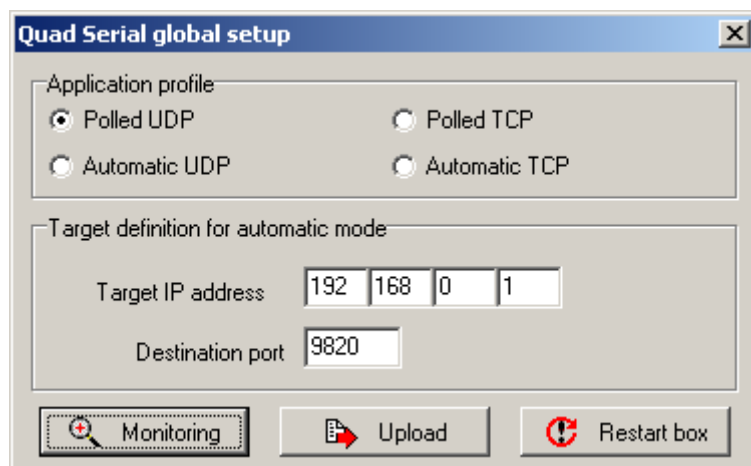 Quad Serial global setup
Application profile
Polled UDP Polled TCP
Automatic UDP Automatic TCP
Target definition for automatic mode
Target IP address 192 168 0 1
Destination port 9820
Monitoring Upload Restart box